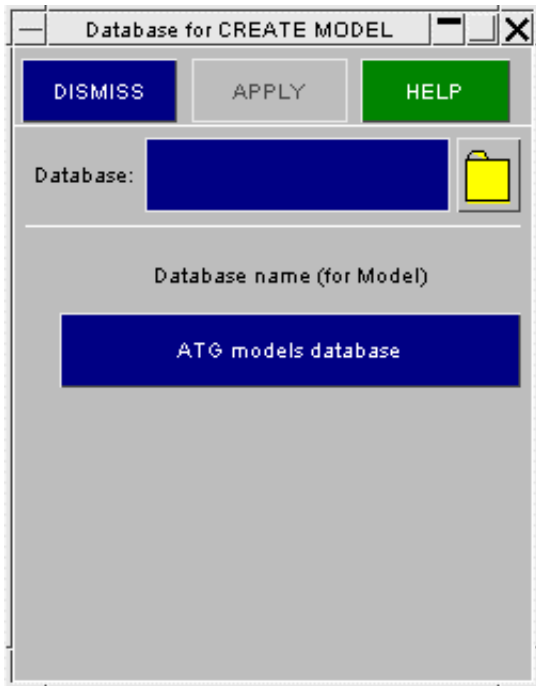 Database for CREATE MODEL
DISMISS APPLY HELP
Database:
Database name (for Model)
ATG models database